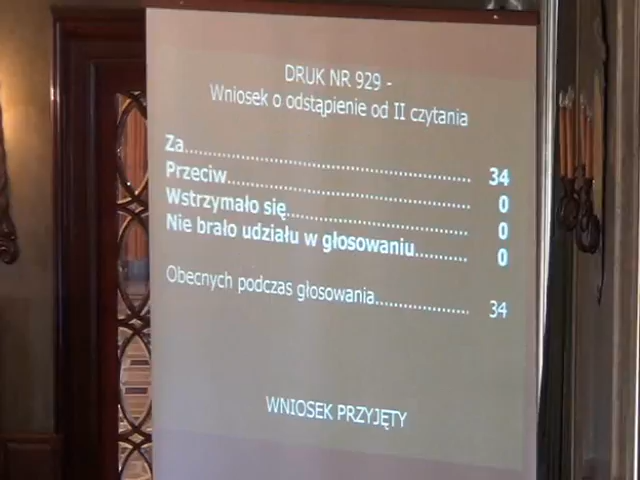 DRUK NR 929 -
Wniosek o odstąpienie od II czytania
Za.................................................. 34
Przeciw.......................................... 0
Wstrzymało się............................... 0
Nie brało udziału w głosowaniu......... 0
Obecnych podczas głosowania................ 34
WNIOSEK PRZYJĘTY